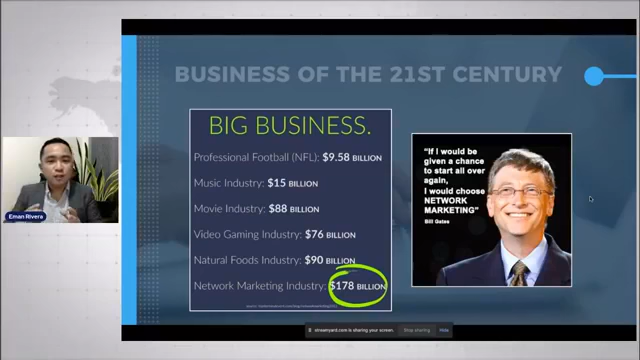 BUSINESS OF THE 21ST CENTURY
BIG BUSINESS.
Professional Football (NFL): $9.58 BILLION
Music Industry: $15 BILLION
Movie Industry: $88 BILLION
Video Gaming Industry: $76 BILLION
Natural Foods Industry: $90 BILLION
Network Marketing Industry: $178 BILLION
"If I would be
given a chance
to start all over
again,
I would choose
NETWORK
MARKETING"
Bill Gates
Eman Rivera
streamyard.com is sharing your screen.
Stop sharing
Hide